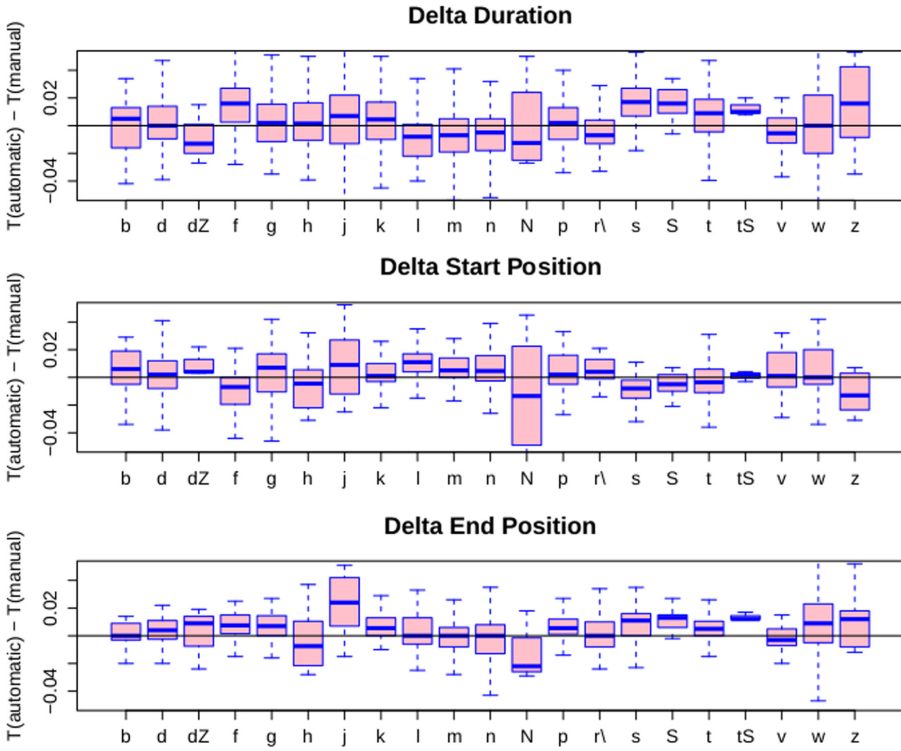 Delta Duration
T(automatic) − T(manual)
0.02
−0.04
b d dZ f g h j k l m n N p r\ s S t tS v w z
Delta Start Position
T(automatic) − T(manual)
0.02
−0.04
b d dZ f g h j k l m n N p r\ s S t tS v w z
Delta End Position
T(automatic) − T(manual)
0.02
−0.04
b d dZ f g h j k l m n N p r\ s S t tS v w z